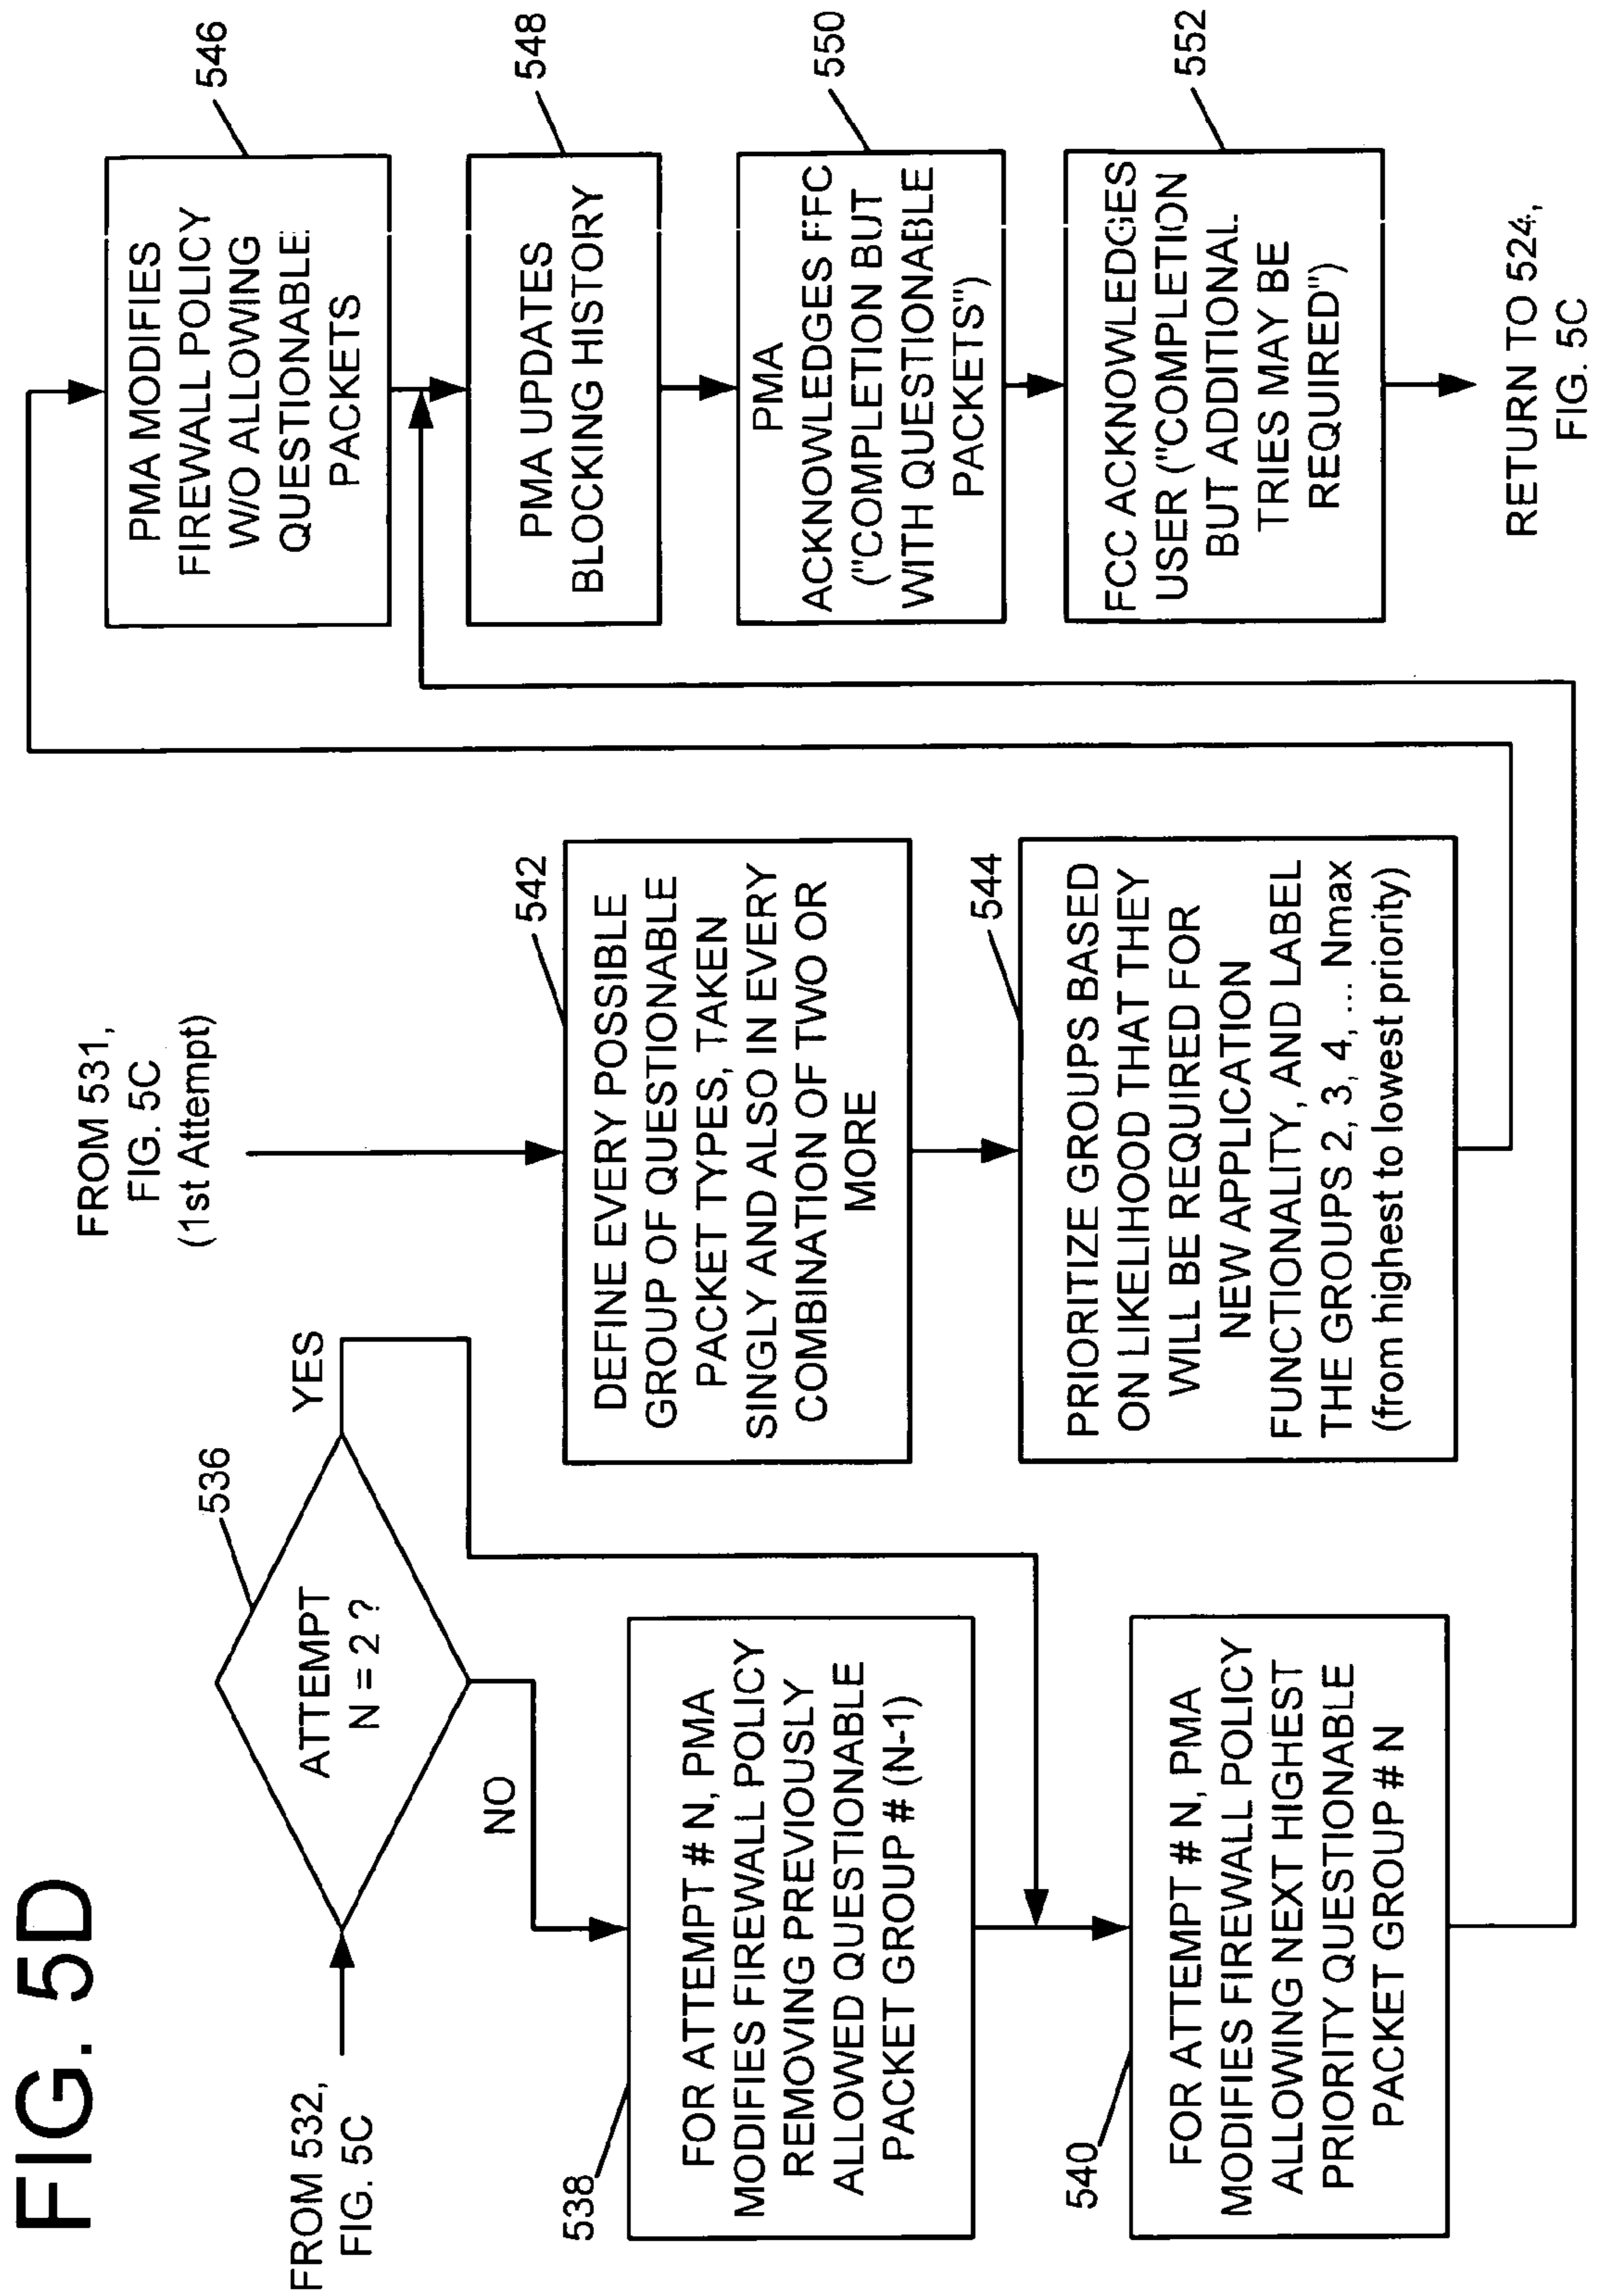 FIG. 5D
FROM 532,
FIG. 5C
ATTEMPT
N = 2 ?
536
YES
NO
538
FOR ATTEMPT # N, PMA
MODIFIES FIREWALL POLICY
REMOVING PREVIOUSLY
ALLOWED QUESTIONABLE
PACKET GROUP # (N-1)
540
FOR ATTEMPT # N, PMA
MODIFIES FIREWALL POLICY
ALLOWING NEXT HIGHEST
PRIORITY QUESTIONABLE
PACKET GROUP # N
FROM 531,
FIG. 5C
(1st Attempt)
542
DEFINE EVERY POSSIBLE
GROUP OF QUESTIONABLE
PACKET TYPES, TAKEN
SINGLY AND ALSO IN EVERY
COMBINATION OF TWO OR
MORE
544
PRIORITIZE GROUPS BASED
ON LIKELIHOOD THAT THEY
WILL BE REQUIRED FOR
NEW APPLICATION
FUNCTIONALITY, AND LABEL
THE GROUPS 2, 3, 4, ... Nmax
(from highest to lowest priority)
546
PMA MODIFIES
FIREWALL POLICY
W/O ALLOWING
QUESTIONABLE
PACKETS
548
PMA UPDATES
BLOCKING HISTORY
550
PMA
ACKNOWLEDGES FFC
("COMPLETION BUT
WITH QUESTIONABLE
PACKETS")
552
FCC ACKNOWLEDGES
USER ("COMPLETION
BUT ADDITIONAL
TRIES MAY BE
REQUIRED")
RETURN TO 524,
FIG. 5C